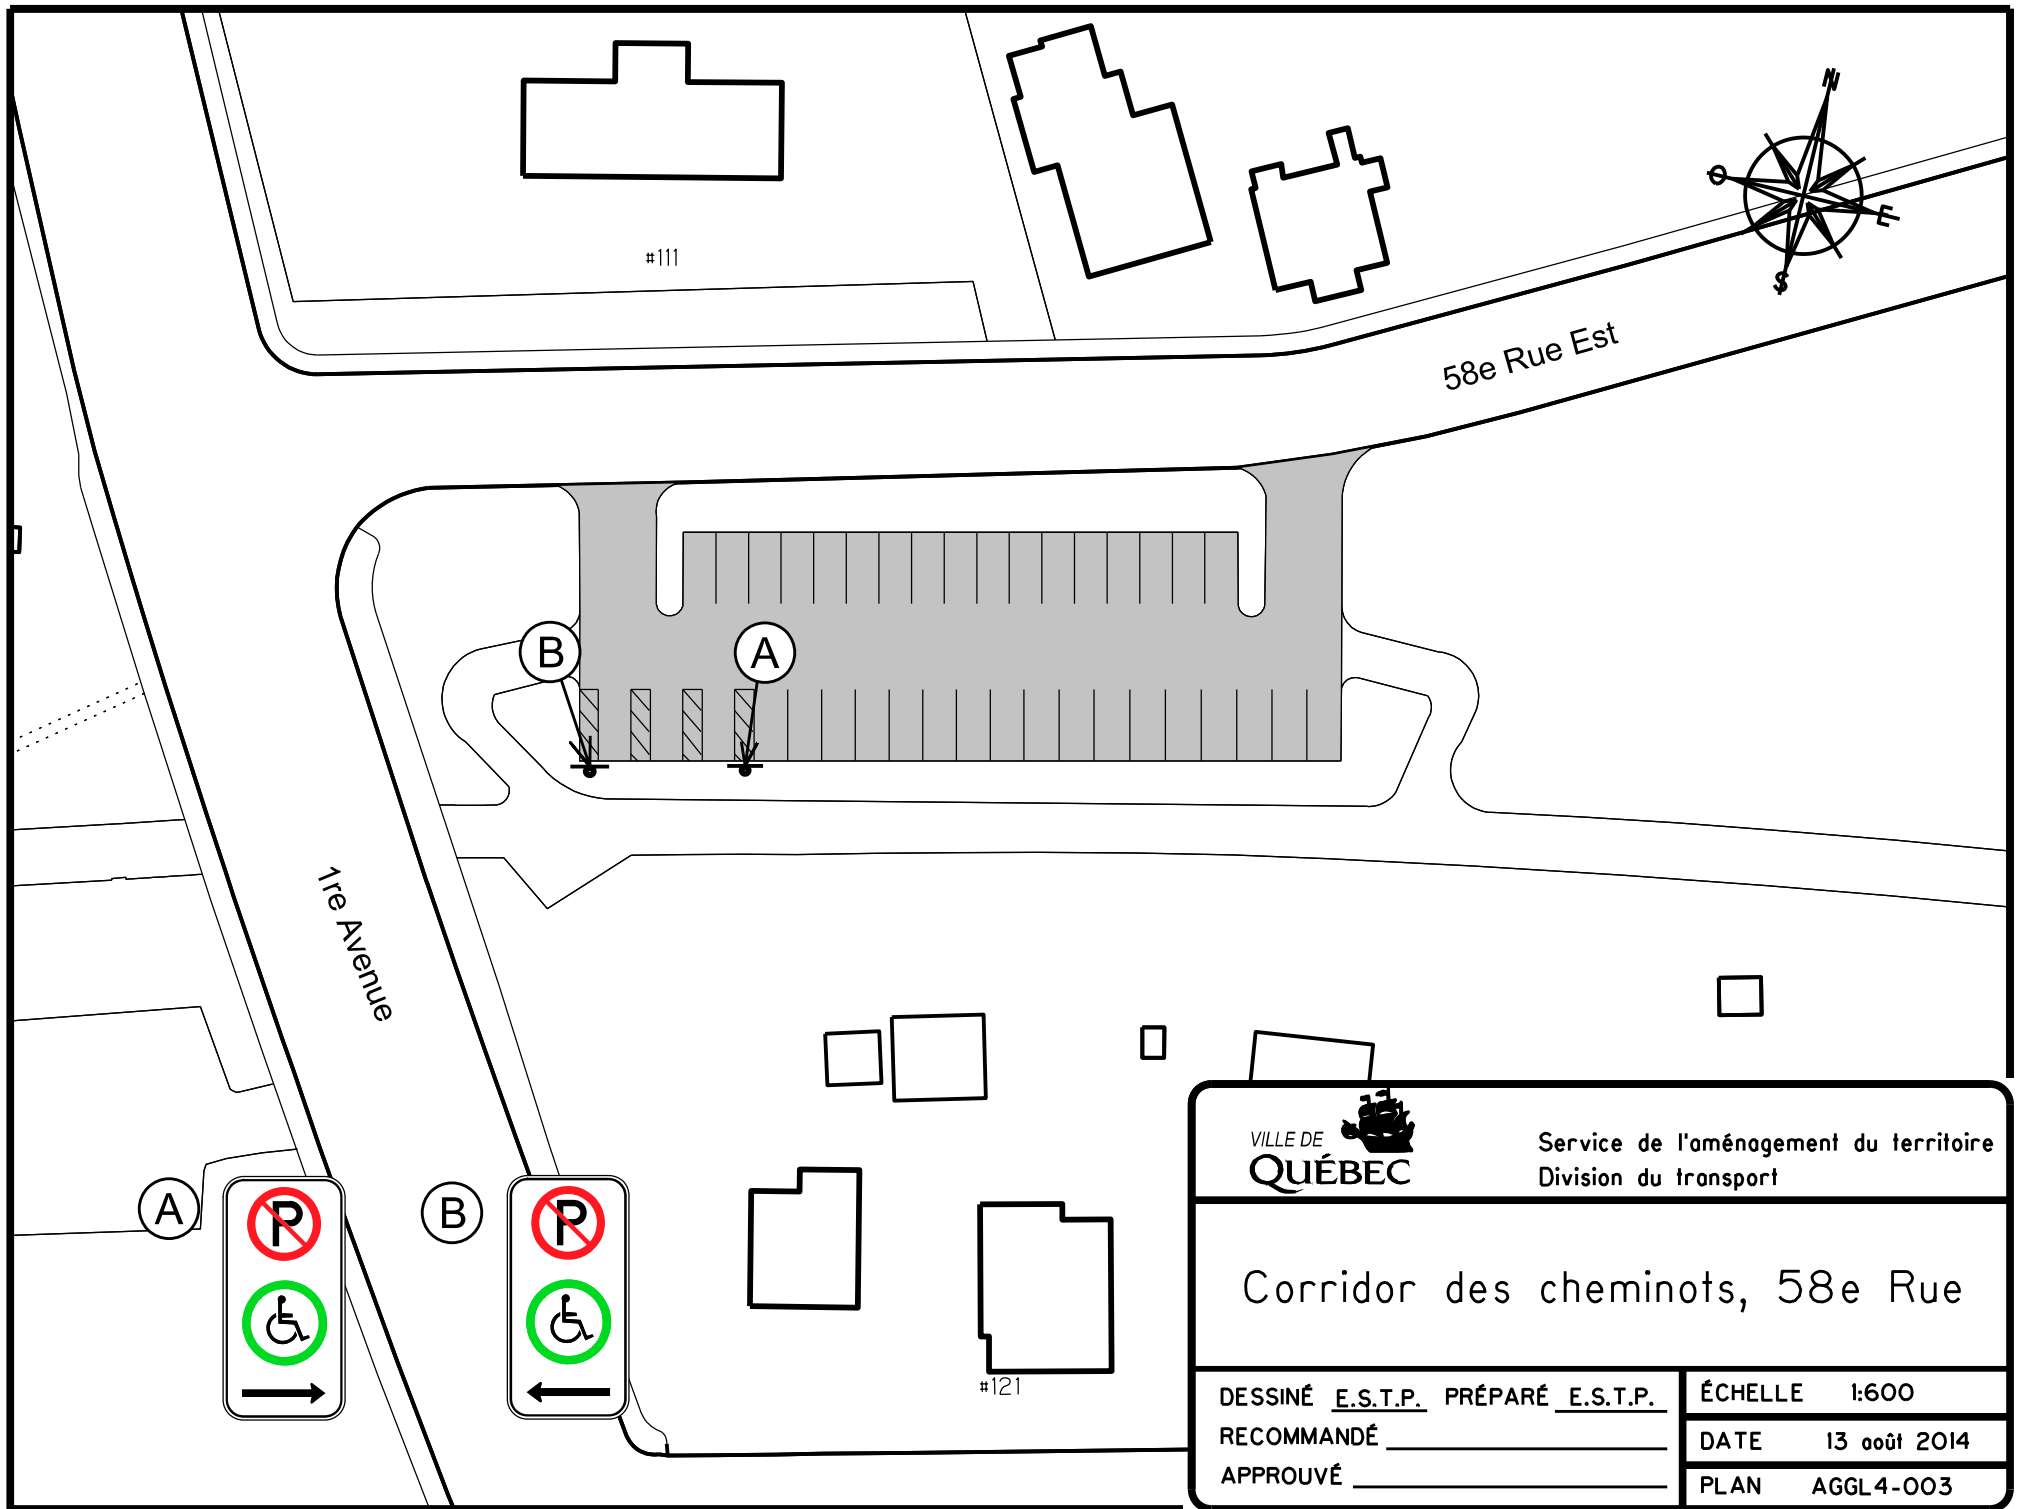 N
O
E
S
#111
58e Rue Est
B
A
1re Avenue
A
P
B
P
#121
VILLE DE
QUÉBEC
Service de l'aménagement du territoire
Division du transport
Corridor des cheminots, 58e Rue
DESSINÉ E.S.T.P. PRÉPARÉ E.S.T.P.
RECOMMANDÉ
APPROUVÉ
ÉCHELLE 1:600
DATE 13 août 2014
PLAN AGGL4-003